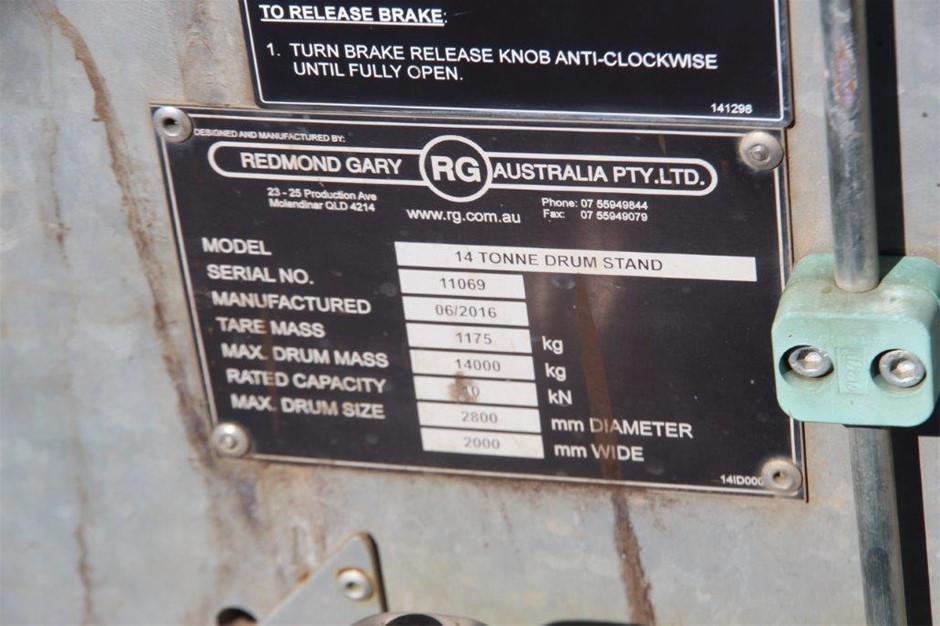 TO RELEASE BRAKE:
1. TURN BRAKE RELEASE KNOB ANTI-CLOCKWISE
UNTIL FULLY OPEN.
141298
DESIGNED AND MANUFACTURED BY:
REDMOND GARY RG AUSTRALIA PTY.LTD.
23 - 25 Production Ave
Molendinar QLD 4214
www.rg.com.au
Phone: 07 55949844
Fax: 07 55949079
MODEL 14 TONNE DRUM STAND
SERIAL NO. 11069
MANUFACTURED 06/2016
TARE MASS 1175 kg
MAX. DRUM MASS 14000 kg
RATED CAPACITY kN
MAX. DRUM SIZE 2800 mm DIAMETER
2000 mm WIDE